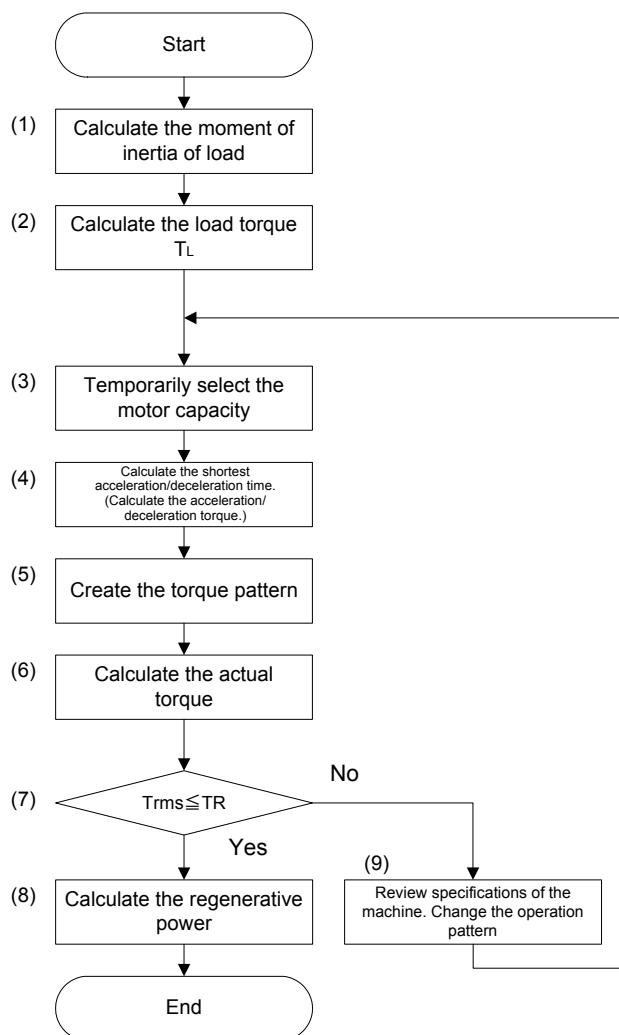 Start
(1)
Calculate the moment of
inertia of load
(2)
Calculate the load torque
TL
(3)
Temporarily select the
motor capacity
(4)
Calculate the shortest
acceleration/deceleration time.
(Calculate the acceleration/
deceleration torque.)
(5)
Create the torque pattern
(6)
Calculate the actual
torque
(7)
Trms≦TR
No
Yes
(8)
Calculate the regenerative
power
(9)
Review specifications of the
machine. Change the operation
pattern
End